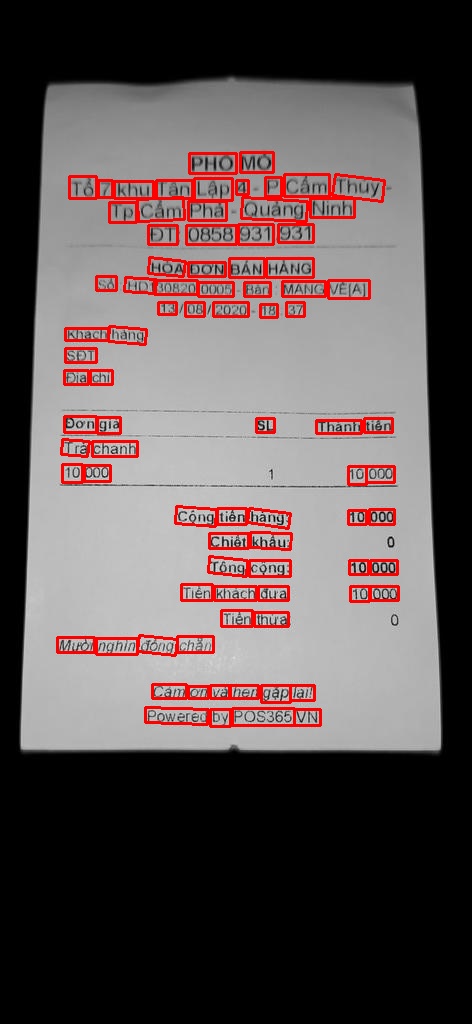 PHO MÓ
Tổ 7 khu Tân Lập 4 - P Cẩm Thuỵ -
Tp Cẩm Phả - Quảng Ninh
ĐT: 0858 931 931
HÓA ĐƠN BÁN HÀNG
Số : HD130820.0005 - Bàn : MANG VỀ[A]
13/08/2020 - 18 : 37
Khách hàng
SĐT
Địa chỉ
Đơn giá SL Thành tiền
Trà chanh
10,000 1 10,000
Cộng tiền hàng: 10,000
Chiết khấu: 0
Tổng cộng: 10,000
Tiền khách đưa 10,000
Tiền thừa 0
Mười nghìn đồng chẵn
Cảm ơn và hẹn gặp lại!
Powered by POS365.VN